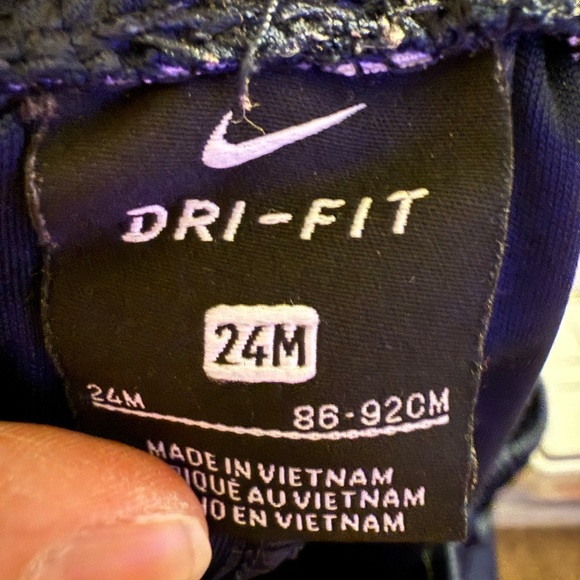 DRI-FIT
24M
24M 86-92CM
MADE IN VIETNAM
AU VIETNAM
EN VIETNAM